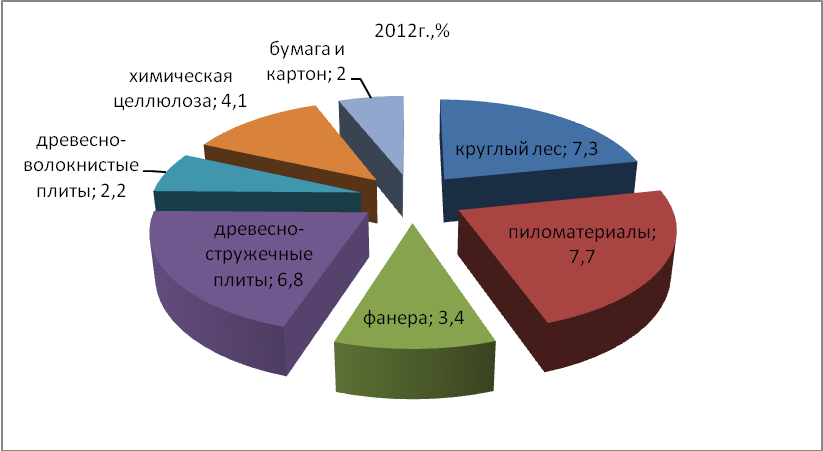 2012г.,%
круглый лес; 7,3
пиломатериалы;
7,7
фанера; 3,4
древесно-
стружечные
плиты; 6,8
древесно-
волокнистые
плиты; 2,2
химическая
целлюлоза; 4,1
бумага и
картон; 2